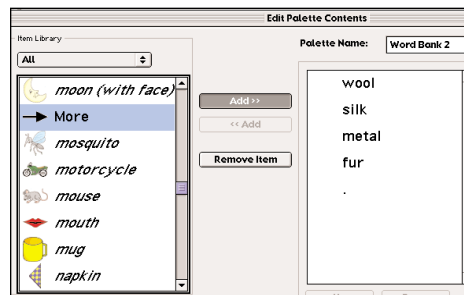 Edit Palette Contents
Item Library
All
Palette Name: Word Bank 2
moon (with face)
More
mosquito
motorcycle
mouse
mouth
mug
napkin
Add >>
<< Add
Remove Item
wool
silk
metal
fur
.